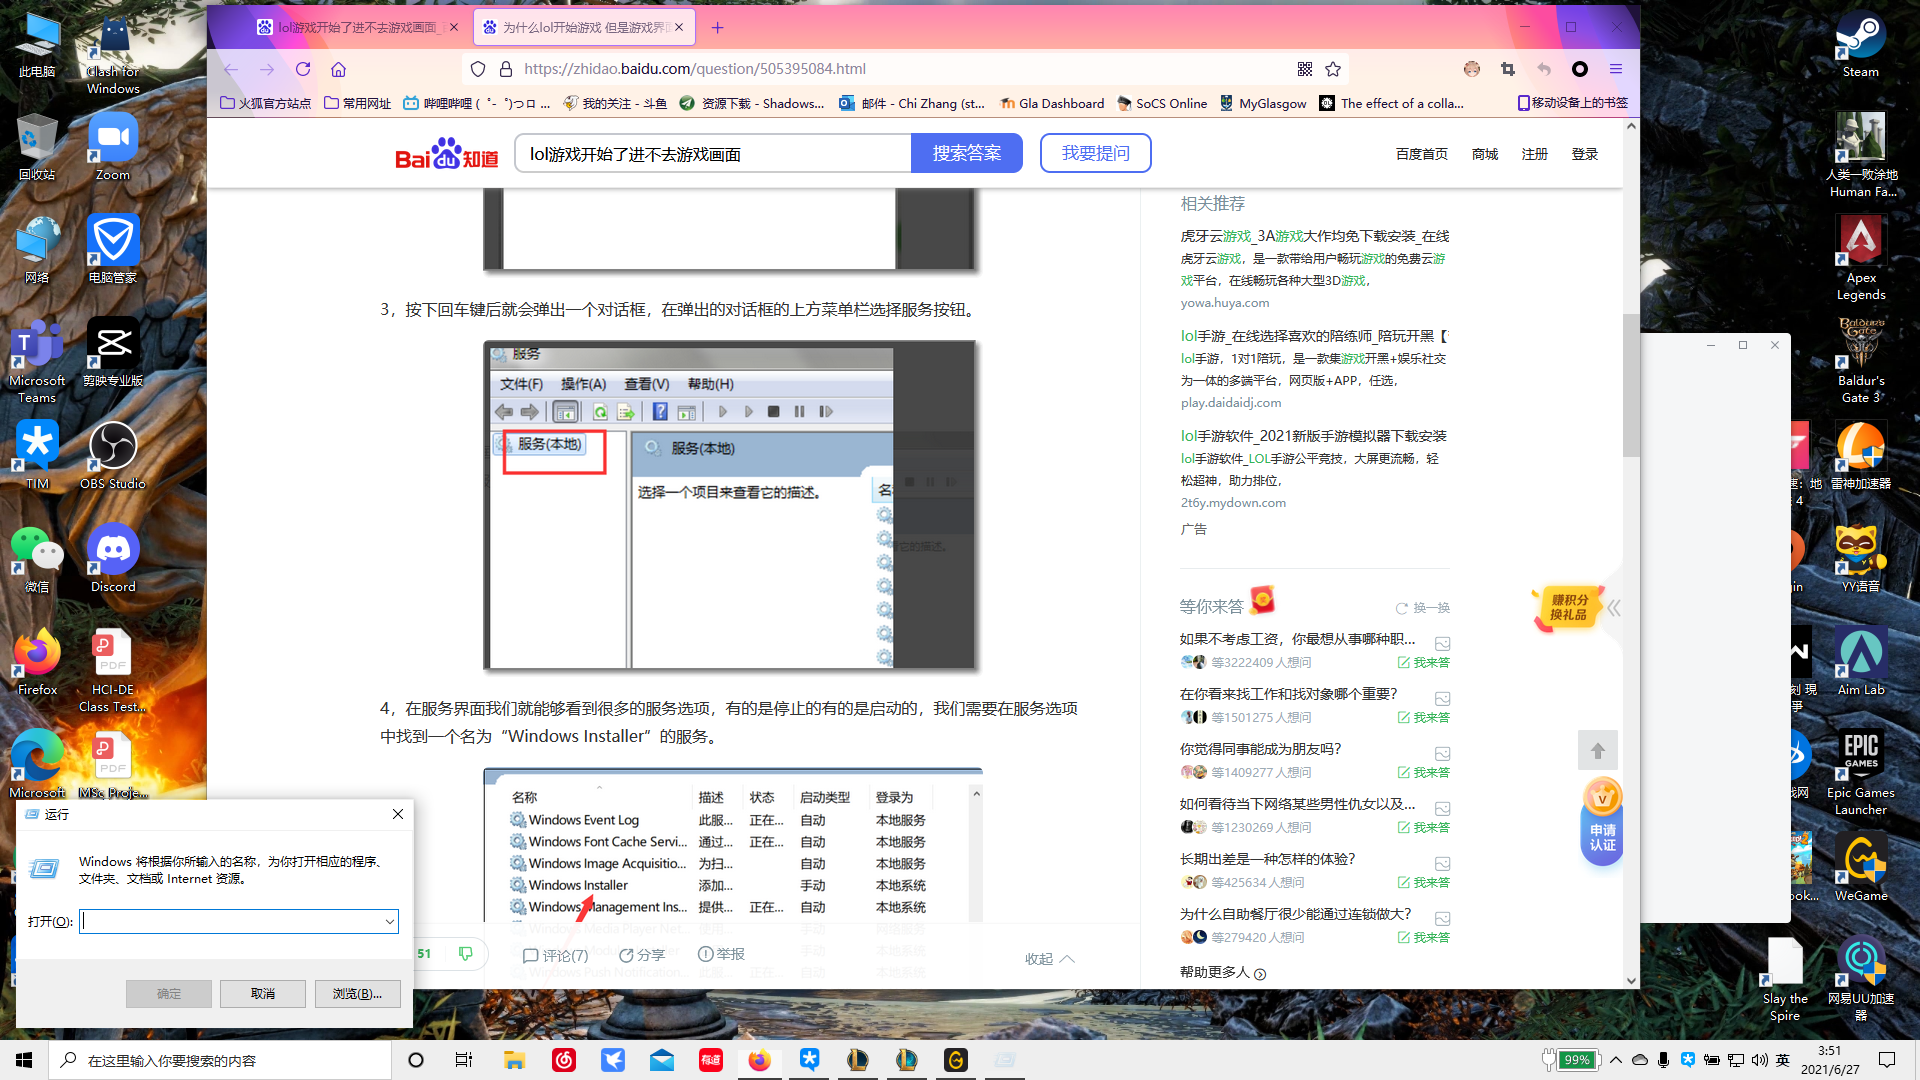 此电脑
Clash for
Windows
回收站
Zoom
网络
电脑管家
Microsoft
Teams
剪映专业版
TIM
OBS Studio
微信
Discord
Firefox
HCI-DE
Class Test...
Microsoft
MSc Proje...
lol游戏开始了进不去游戏画面_
为什么lol开始游戏 但是游戏界
https://zhidao.baidu.com/question/505395084.html
火狐官方站点
常用网址
哔哩哔哩 ( ゜- ゜)つロ ...
我的关注 - 斗鱼
资源下载 - Shadows...
邮件 - Chi Zhang (st...
Gla Dashboard
SoCS Online
MyGlasgow
The effect of a colla...
移动设备上的书签
Bai du 知道
lol游戏开始了进不去游戏画面
搜索答案
我要提问
百度首页
商城
注册
登录
3，按下回车键后就会弹出一个对话框，在弹出的对话框的上方菜单栏选择服务按钮。
服务
文件(F) 操作(A) 查看(V) 帮助(H)
服务(本地)
服务(本地)
选择一个项目来查看它的描述。
名
4，在服务界面我们就能够看到很多的服务选项，有的是停止的有的是启动的，我们需要在服务选项
中找到一个名为“Windows Installer”的服务。
名称 描述 状态 启动类型 登录为
Windows Event Log 此服... 正在... 自动 本地服务
Windows Font Cache Servi... 通过... 正在... 自动 本地服务
Windows Image Acquisitio... 为扫... 自动 本地服务
Windows Installer 添加... 手动 本地系统
Windows Management Ins... 提供... 正在... 自动 本地系统
51
评论(7)
分享
举报
收起
相关推荐
虎牙云游戏_3A游戏大作均免下载安装_在线
虎牙云游戏，是一款带给用户畅玩游戏的免费云游
戏平台，在线畅玩各种大型3D游戏，
yowa.huya.com
lol手游_在线选择喜欢的陪练师_陪玩开黑【
lol手游，1对1陪玩，是一款集游戏开黑+娱乐社交
为一体的多端平台，网页版+APP，任选，
play.daidaidj.com
lol手游软件_2021新版手游模拟器下载安装
lol手游软件_LOL手游公平竞技，大屏更流畅，轻
松超神，助力排位，
2t6y.mydown.com
广告
等你来答
换一换
如果不考虑工资，你最想从事哪种职...
等3222409人想问
我来答
在你看来找工作和找对象哪个重要?
等1501275人想问
我来答
你觉得同事能成为朋友吗?
等1409277人想问
我来答
如何看待当下网络某些男性仇女以及...
等1230269人想问
我来答
长期出差是一种怎样的体验?
等425634人想问
我来答
为什么自助餐厅很少能通过连锁做大?
等279420人想问
我来答
帮助更多人
赚积分
换礼品
申请
认证
Steam
人类一败涂地
Human Fa...
Apex
Legends
Baldur's
Gate 3
雷神加速器
YY语音
Aim Lab
EPIC
GAMES
Epic Games
Launcher
WeGame
Slay the
Spire
网易UU加速
器
运行
Windows 将根据你所输入的名称，为你打开相应的程序、
文件夹、文档或 Internet 资源。
打开(O):
确定
取消
浏览(B)...
在这里输入你要搜索的内容
有道
99%
英
3:51
2021/6/27